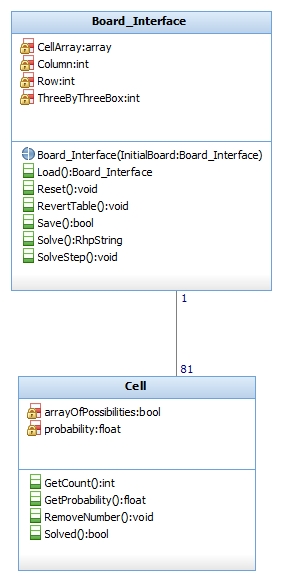 Board_Interface
CellArray:array
Column:int
Row:int
ThreeByThreeBox:int
Board_Interface(InitialBoard:Board_Interface)
Load():Board_Interface
Reset():void
RevertTable():void
Save():bool
Solve():RhpString
SolveStep():void
1
81
Cell
arrayOfPossibilities:bool
probability:float
GetCount():int
GetProbability():float
RemoveNumber():void
Solved():bool